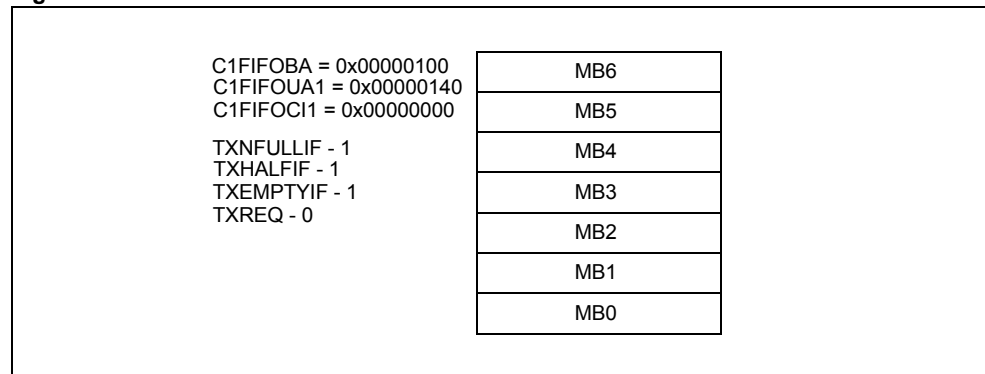 C1FIFOBA = 0x00000100
C1FIFOUA1 = 0x00000140
C1FIFOCI1 = 0x00000000
TXNFULLIF - 1
TXHALFIF - 1
TXEMPTYIF - 1
TXREQ - 0
MB6
MB5
MB4
MB3
MB2
MB1
MB0